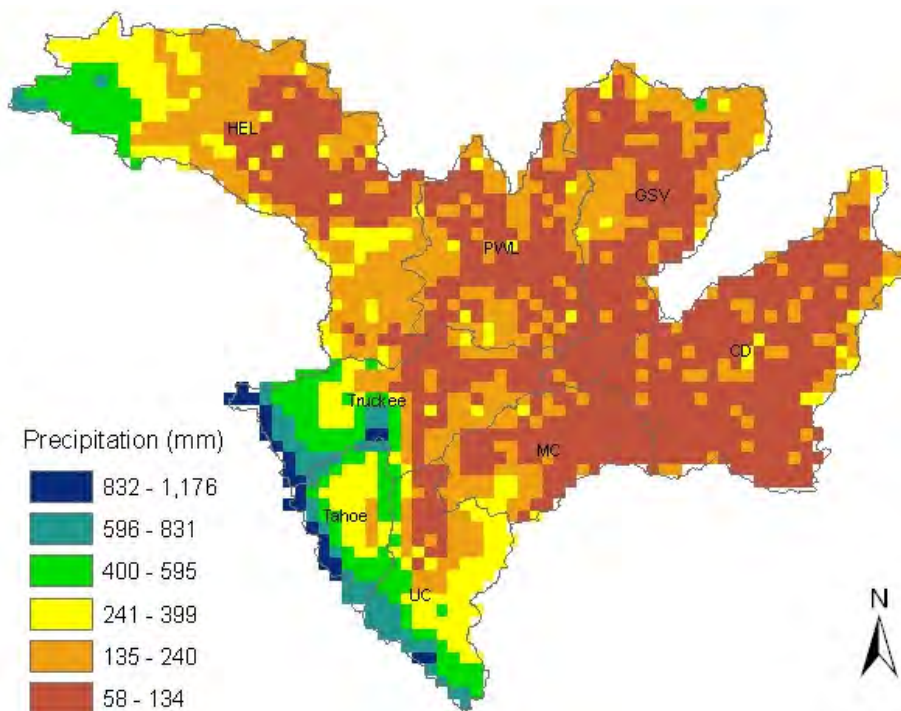 HEL
GSV
PWL
CD
Truckee
Precipitation (mm)
MC
832 - 1,176
Tahoe
596 - 831
400 - 595
UC
241 - 399
N
135 - 240
58 - 134